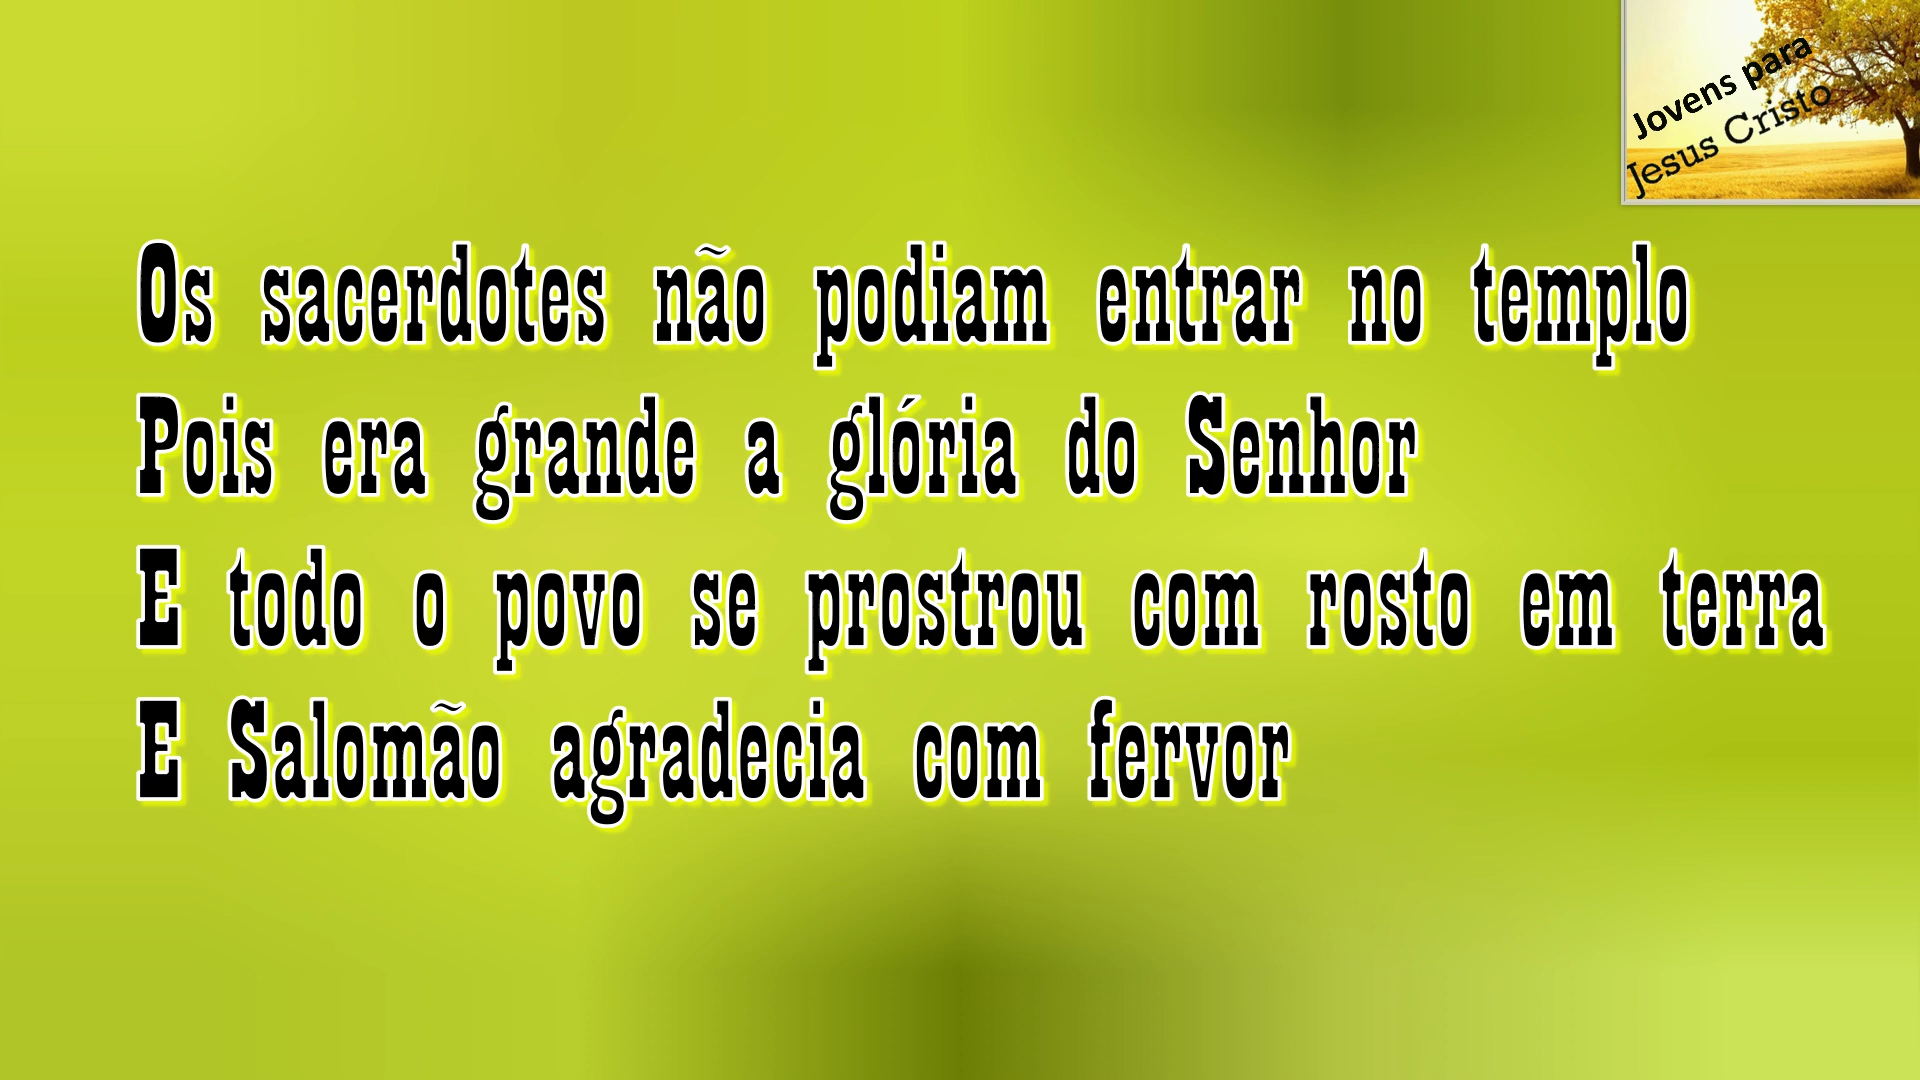 Jovens para
Jesus Cristo
Os sacerdotes não podiam entrar no templo
Pois era grande a glória do Senhor
E todo o povo se prostrou com rosto em terra
E Salomão agradecia com fervor